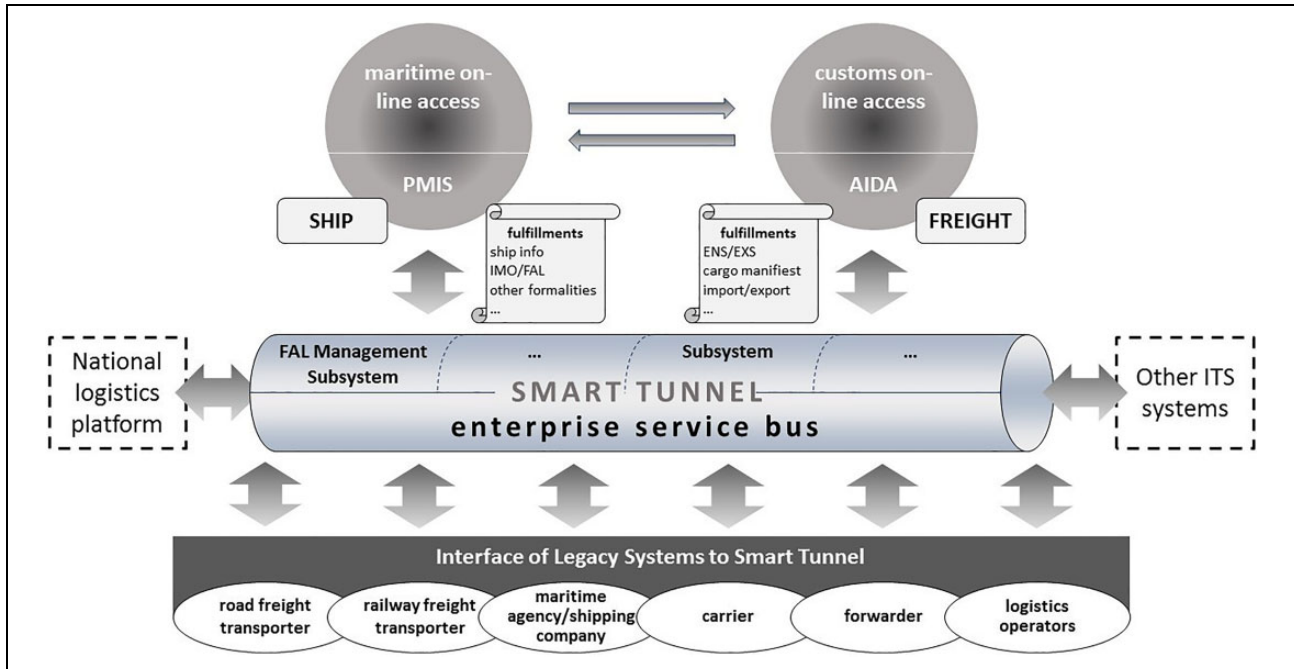 maritime on-
line access
PMIS
customs on-
line access
AIDA
SHIP
FREIGHT
fulfillments
ship info
IMO/FAL
other formalities
...
fulfillments
ENS/EXS
cargo manifiest
import/export
...
National
logistics
platform
FAL Management
Subsystem
...
Subsystem
...
SMART TUNNEL
enterprise service bus
Other ITS
systems
Interface of Legacy Systems to Smart Tunnel
road freight
transporter
railway freight
transporter
maritime
agency/shipping
company
carrier
forwarder
logistics
operators